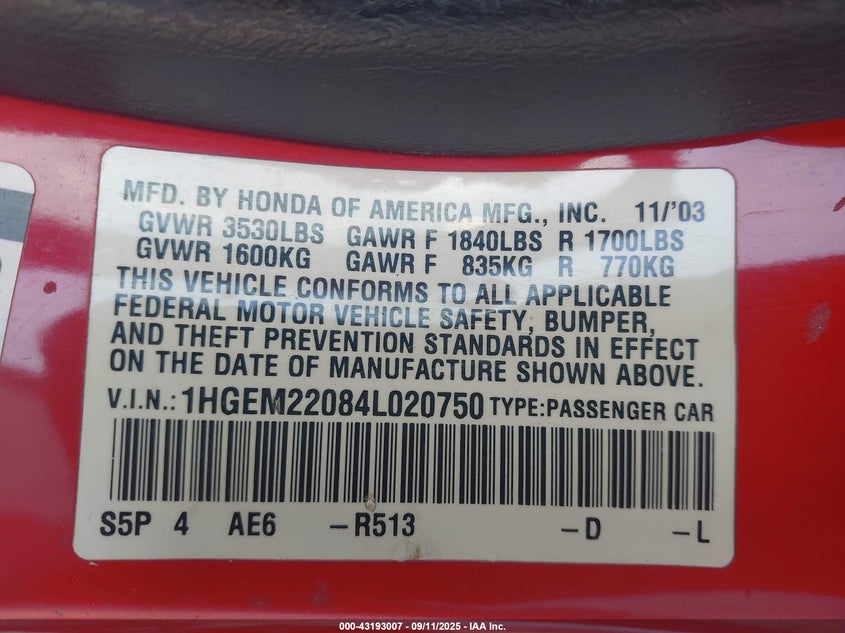 MFD. BY HONDA OF AMERICA MFG., INC. 11/'03
GVWR 3530LBS GAWR F 1840LBS R 1700LBS
GVWR 1600KG GAWR F 835KG R 770KG
THIS VEHICLE CONFORMS TO ALL APPLICABLE
FEDERAL MOTOR VEHICLE SAFETY, BUMPER,
AND THEFT PREVENTION STANDARDS IN EFFECT
ON THE DATE OF MANUFACTURE SHOWN ABOVE.
V.I.N.: 1HGEM22084L020750 TYPE:PASSENGER CAR
S5P 4 AE6 –R513 –D –L
000-43193007 - 09/11/2025 - IAA Inc.